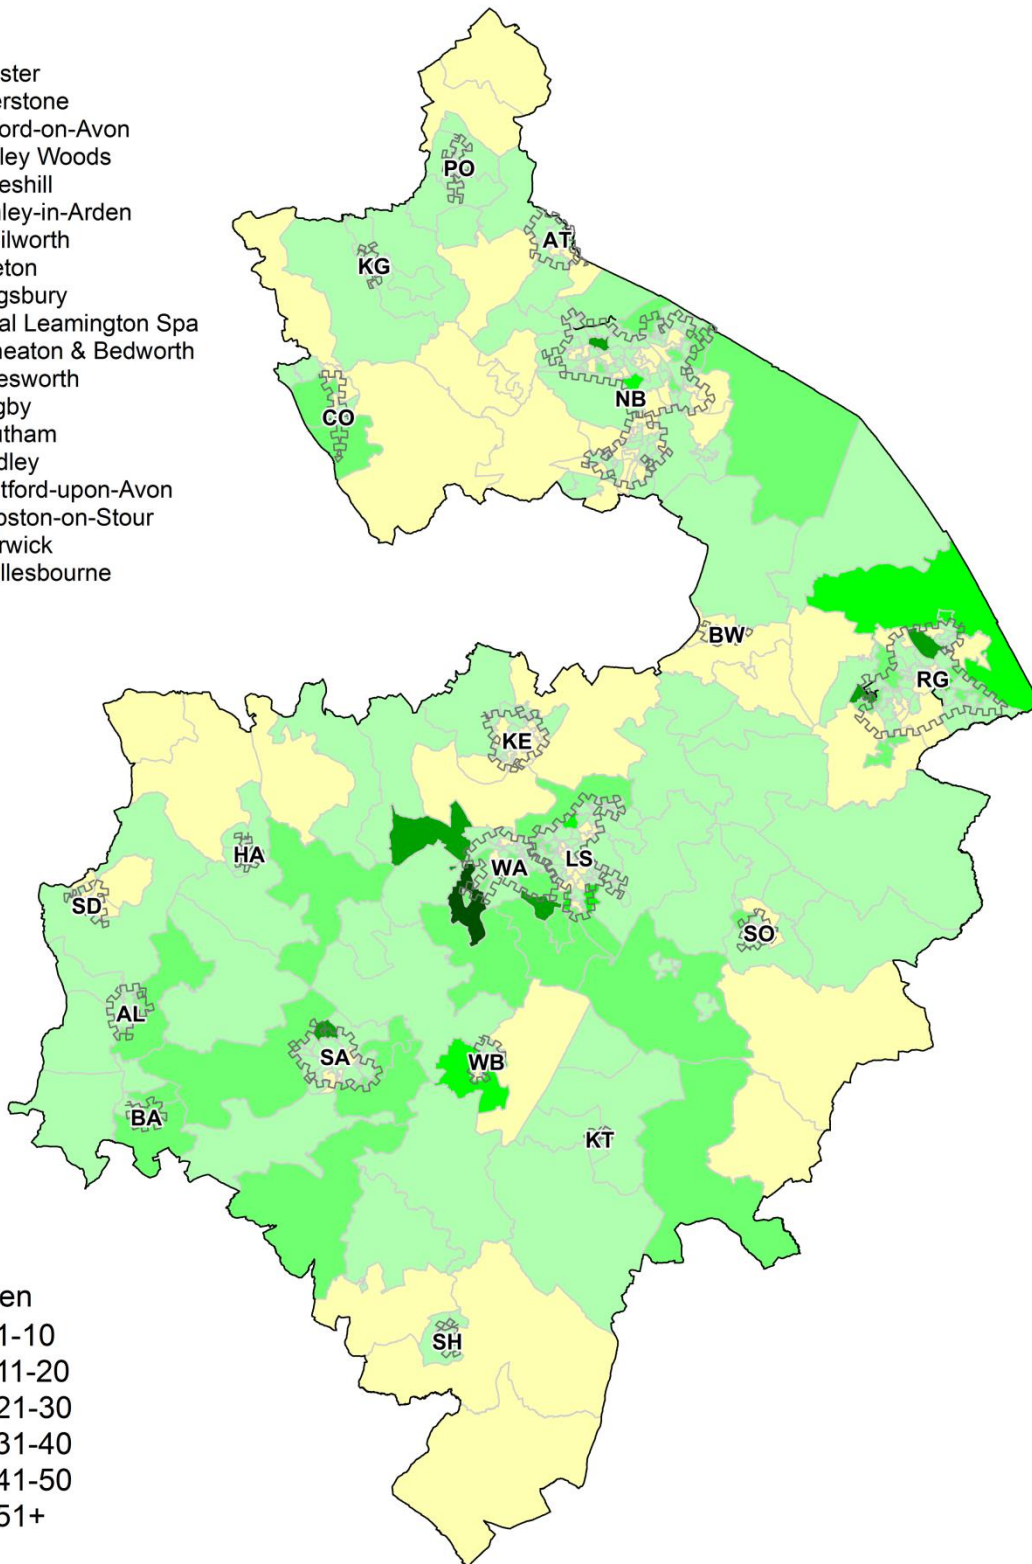 ster
erstone
ord-on-Avon
ley Woods
eshill
ley-in-Arden
ilworth
eton
gsbury
al Leamington Spa
eaton & Bedworth
esworth
gby
utham
dley
tford-upon-Avon
pston-on-Stour
rwick
llesbourne
PO
AT
KG
CO
NB
BW
RG
KE
HA
WA
LS
SD
SO
AL
SA
WB
BA
KT
SH
en
1-10
11-20
21-30
31-40
41-50
51+